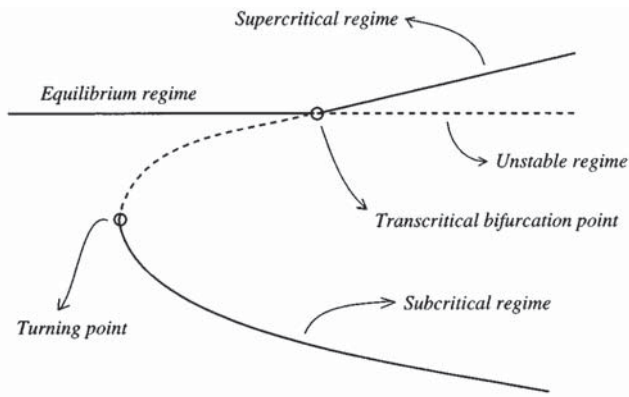 Supercritical regime
Equilibrium regime
Unstable regime
Transcritical bifurcation point
Subcritical regime
Turning point